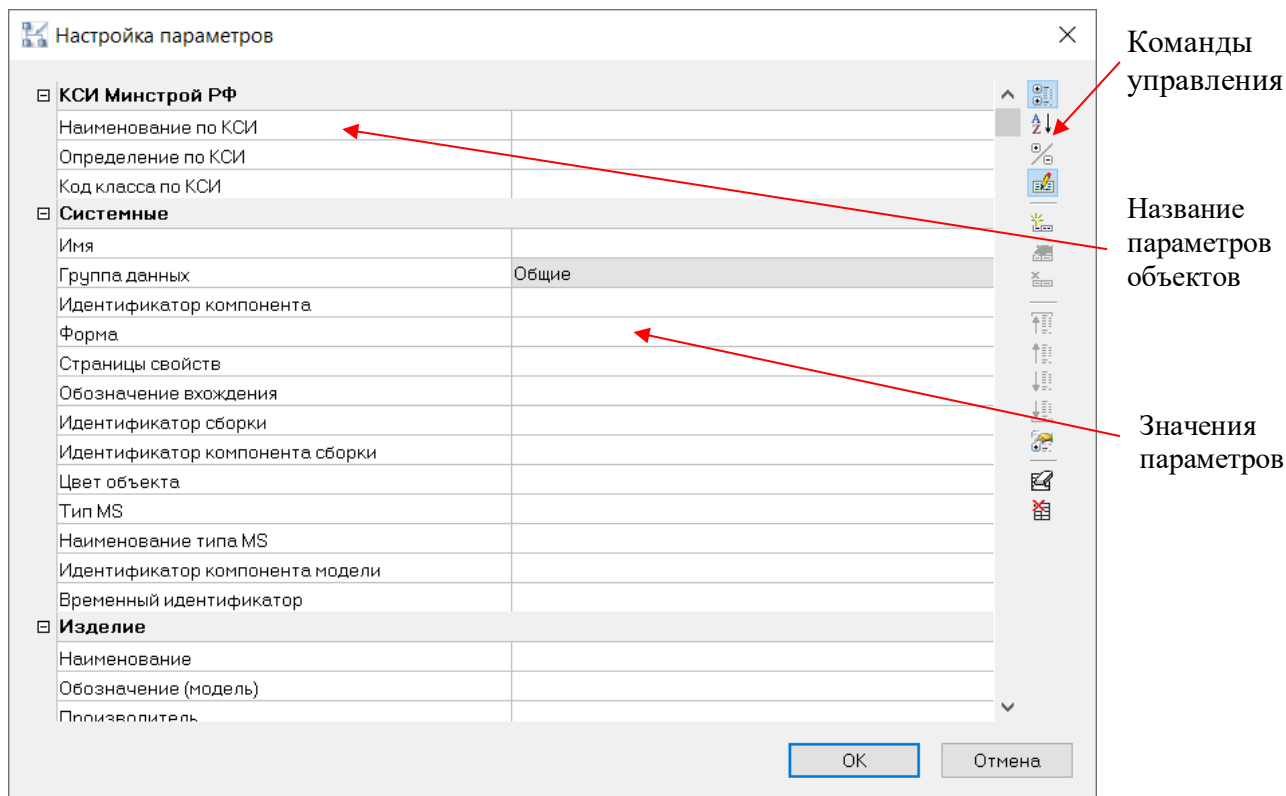 Настройка параметров
Команды
управления
КСИ Минстрой РФ
Наименование по КСИ
Определение по КСИ
Код класса по КСИ
Системные
Имя
Группа данных Общие
Идентификатор компонента
Форма
Страницы свойств
Обозначение вхождения
Идентификатор сборки
Идентификатор компонента сборки
Цвет объекта
Тип MS
Наименование типа MS
Идентификатор компонента модели
Временный идентификатор
Изделие
Наименование
Обозначение (модель)
Производитель
Название
параметров
объектов
Значения
параметров
OK Отмена